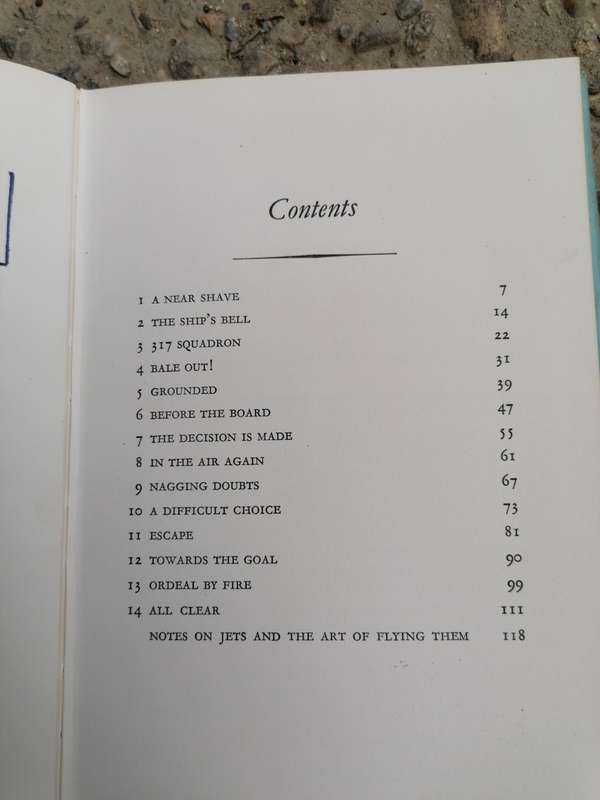 Contents
1 A NEAR SHAVE 7
2 THE SHIP'S BELL 14
3 317 SQUADRON 22
4 BALE OUT! 31
5 GROUNDED 39
6 BEFORE THE BOARD 47
7 THE DECISION IS MADE 55
8 IN THE AIR AGAIN 61
9 NAGGING DOUBTS 67
10 A DIFFICULT CHOICE 73
11 ESCAPE 81
12 TOWARDS THE GOAL 90
13 ORDEAL BY FIRE 99
14 ALL CLEAR 111
NOTES ON JETS AND THE ART OF FLYING THEM 118